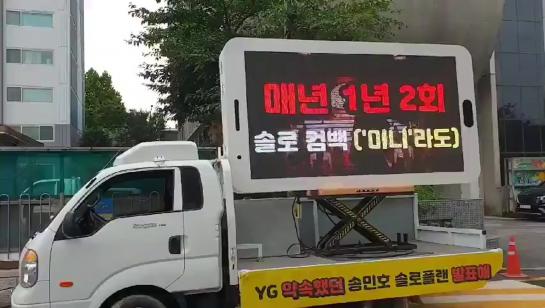 매년 1년 2회
솔로 컴백 ('미니'라도)
YG 약속했던 송민호 솔로플랜 발표해